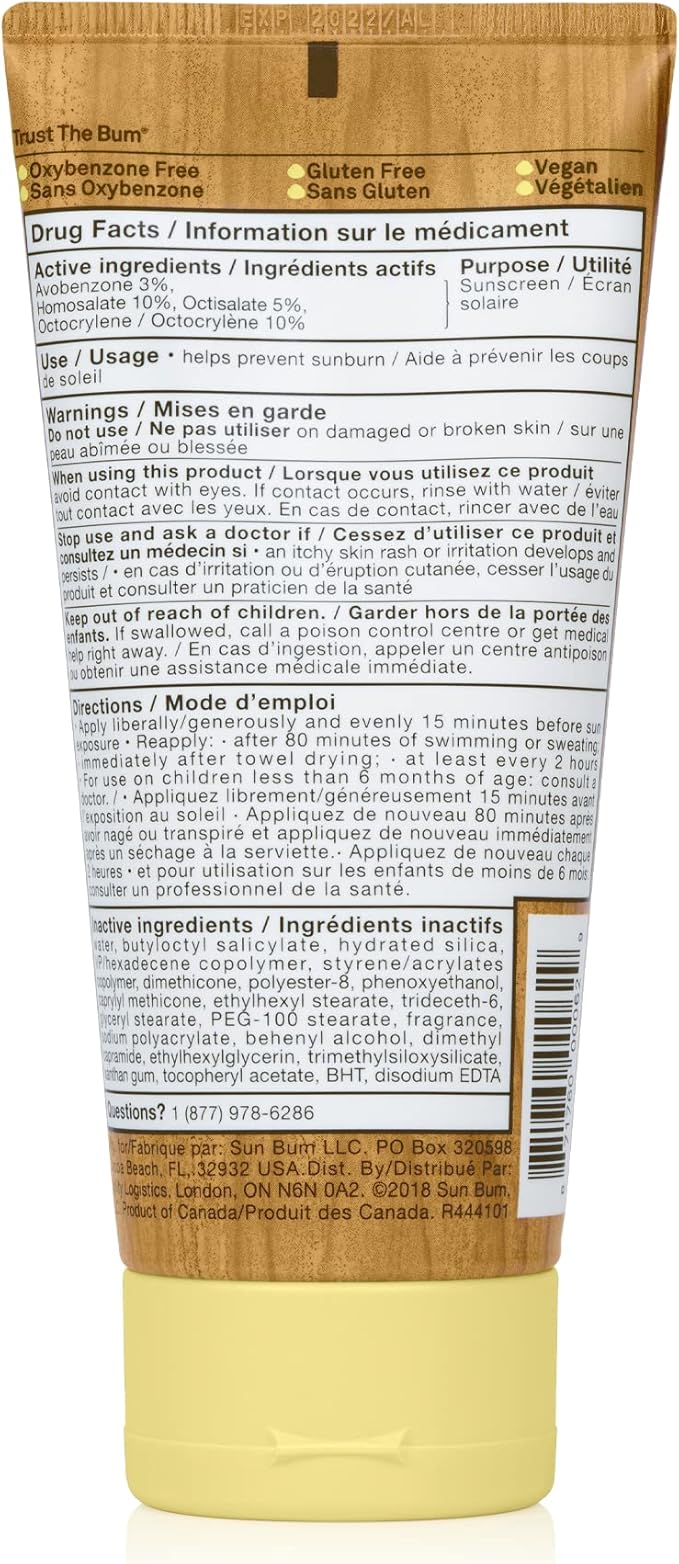 EXP 2022/AL
Trust The Bum®
Oxybenzone Free
Sans Oxybenzone
Gluten Free
Sans Gluten
Vegan
Végétalien
Drug Facts / Information sur le médicament
Active ingredients / Ingrédients actifs
Purpose / Utilité
Avobenzone 3%,
Homosalate 10%, Octisalate 5%,
Octocrylene / Octocrylène 10%
Sunscreen / Écran
solaire
Use / Usage • helps prevent sunburn / Aide à prévenir les coups
de soleil
Warnings / Mises en garde
Do not use / Ne pas utiliser on damaged or broken skin / sur une
peau abîmée ou blessée
When using this product / Lorsque vous utilisez ce produit
avoid contact with eyes. If contact occurs, rinse with water / éviter
tout contact avec les yeux. En cas de contact, rincer avec de l'eau
Stop use and ask a doctor if / Cessez d'utiliser ce produit et
consultez un médecin si • an itchy skin rash or irritation develops and
persists / • en cas d'irritation ou d'éruption cutanée, cesser l'usage du
produit et consulter un praticien de la santé
Keep out of reach of children. / Garder hors de la portée des
enfants. If swallowed, call a poison control centre or get medical
help right away. / En cas d'ingestion, appeler un centre antipoison
ou obtenir une assistance médicale immédiate.
Directions / Mode d'emploi
• Apply liberally/generously and evenly 15 minutes before sun
exposure • Reapply: • after 80 minutes of swimming or sweating;
immediately after towel drying; • at least every 2 hours
• For use on children less than 6 months of age: consult a
doctor. / • Appliquez librement/généreusement 15 minutes avant
l'exposition au soleil • Appliquez de nouveau 80 minutes après
avoir nagé ou transpiré et appliquez de nouveau immédiatement
après un séchage à la serviette.• Appliquez de nouveau chaque
2 heures • et pour utilisation sur les enfants de moins de 6 mois:
consulter un professionnel de la santé.
Inactive ingredients / Ingrédients inactifs
water, butyloctyl salicylate, hydrated silica,
VP/hexadecene copolymer, styrene/acrylates
copolymer, dimethicone, polyester-8, phenoxyethanol,
caprylyl methicone, ethylhexyl stearate, trideceth-6,
glyceryl stearate, PEG-100 stearate, fragrance,
sodium polyacrylate, behenyl alcohol, dimethyl
capramide, ethylhexylglycerin, trimethylsiloxysilicate,
xanthan gum, tocopheryl acetate, BHT, disodium EDTA
Questions? 1 (877) 978-6286
for/Fabrique par: Sun Bum LLC. PO Box 320598
Beach, FL, 32932 USA.Dist. By/Distribué Par:
Logistics, London, ON N6N 0A2. ©2018 Sun Bum,
Product of Canada/Produit des Canada. R444101